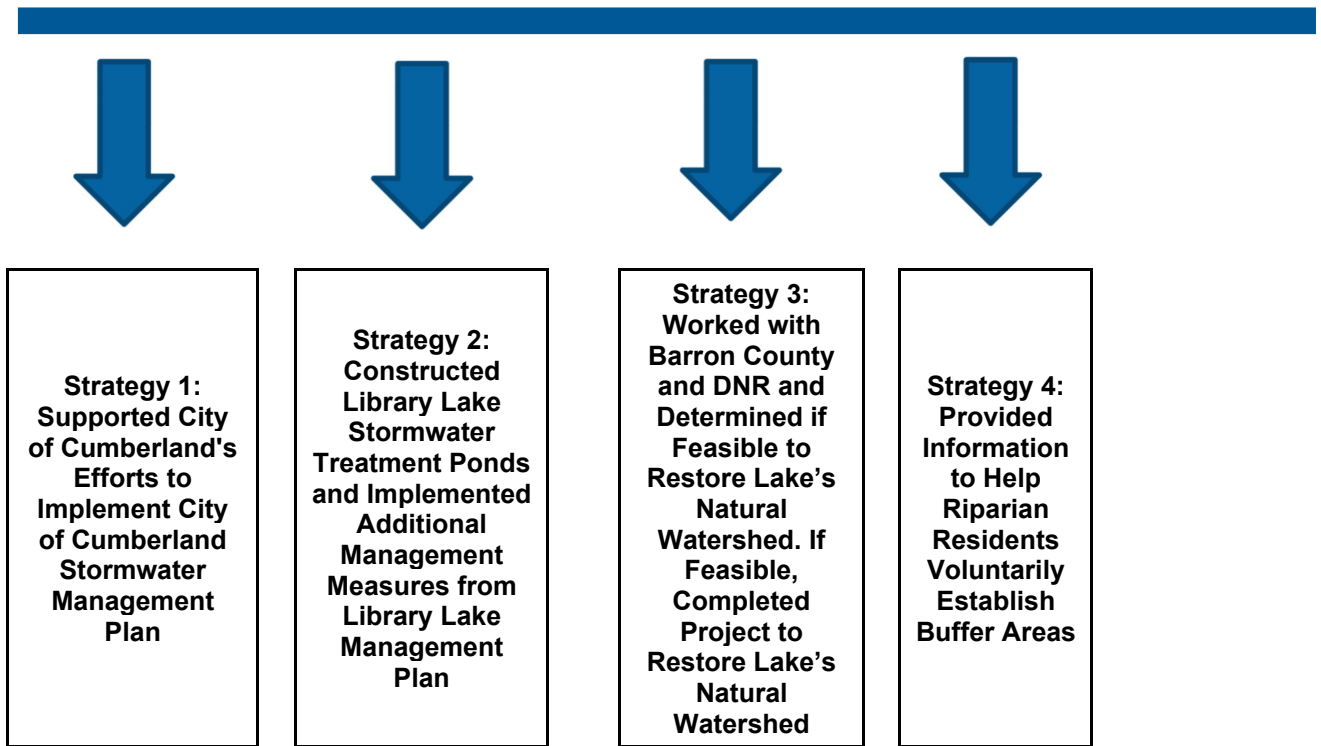 Strategy 1:
Supported City
of Cumberland's
Efforts to
Implement City
of Cumberland
Stormwater
Management
Plan
Strategy 2:
Constructed
Library Lake
Stormwater
Treatment Ponds
and Implemented
Additional
Management
Measures from
Library Lake
Management
Plan
Strategy 3:
Worked with
Barron County
and DNR and
Determined if
Feasible to
Restore Lake’s
Natural
Watershed. If
Feasible,
Completed
Project to
Restore Lake’s
Natural
Watershed
Strategy 4:
Provided
Information
to Help
Riparian
Residents
Voluntarily
Establish
Buffer Areas